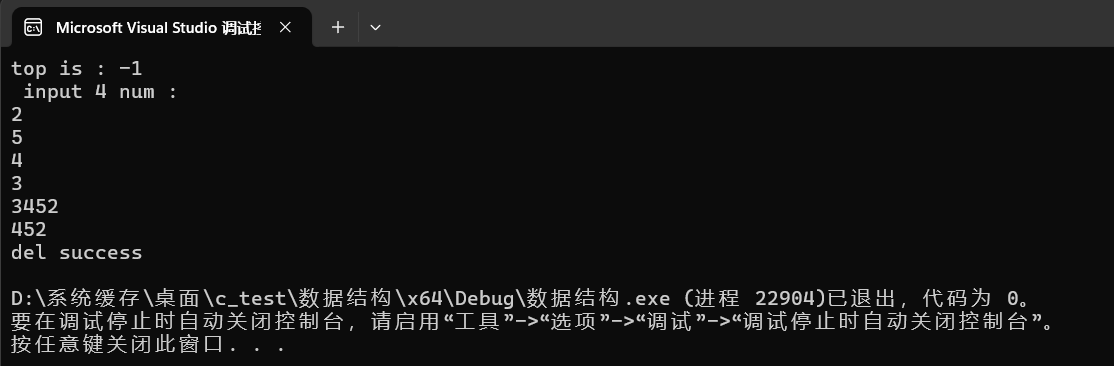 Microsoft Visual Studio 调试控
top is : -1
 input 4 num :
2
5
4
3
3452
452
del success
D:\系统缓存\桌面\c_test\数据结构\x64\Debug\数据结构.exe (进程 22904)已退出，代码为 0。
要在调试停止时自动关闭控制台，请启用“工具”->“选项”->“调试”->“调试停止时自动关闭控制台”。
按任意键关闭此窗口. . .